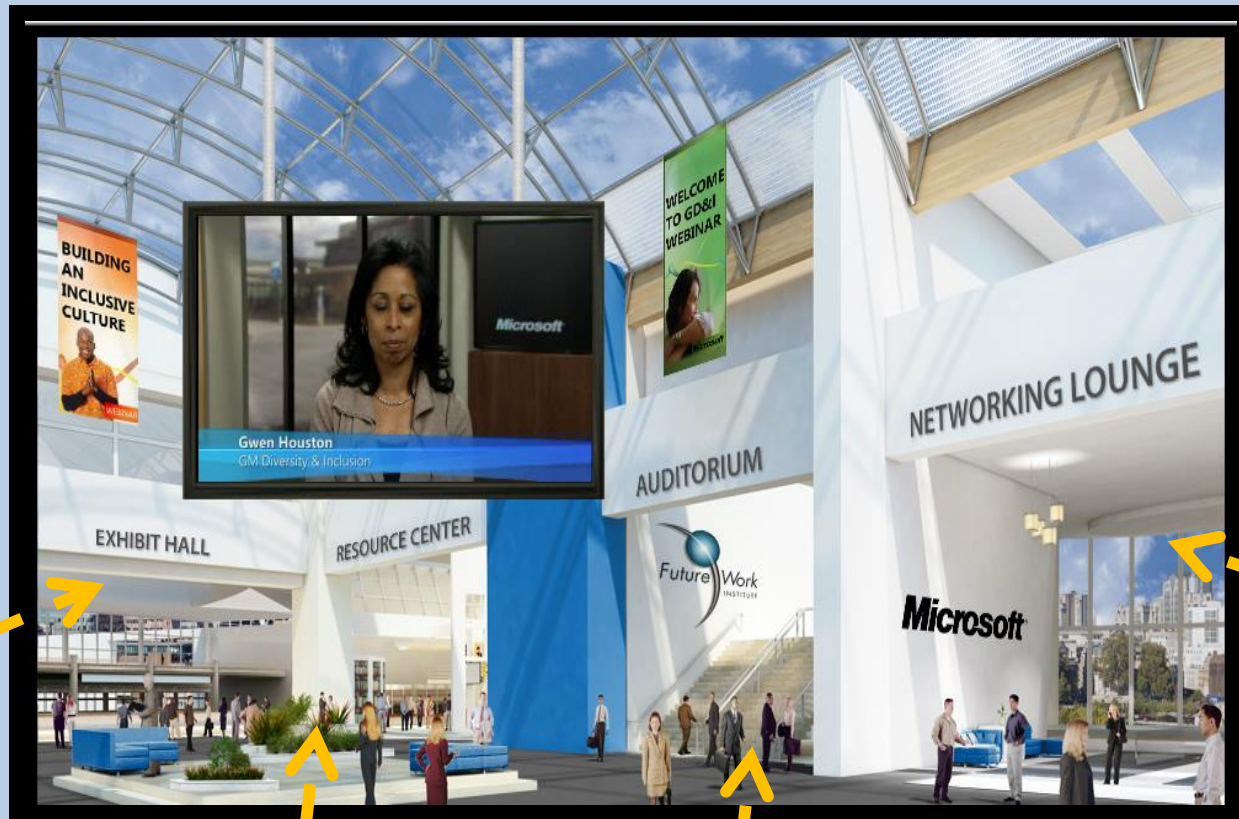 BUILDING
AN
INCLUSIVE
CULTURE
WEBINAR
Microsoft
Gwen Houston
GM Diversity & Inclusion
WELCOME
TO GD&I
WEBINAR
Microsoft
EXHIBIT HALL
RESOURCE CENTER
AUDITORIUM
NETWORKING LOUNGE
Future Work
INSTITUTE
Microsoft